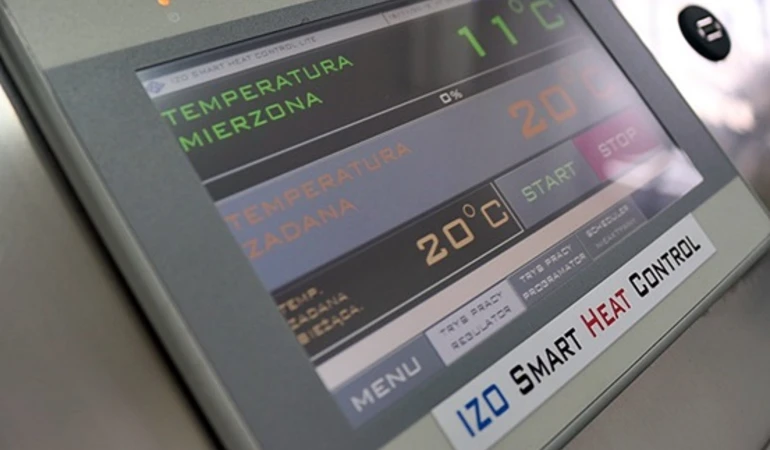 IZO SMART HEAT CONTROL LITE
TEMPERATURA
MIERZONA
11°C
0%
TEMPERATURA
ZADANA
20°C
START
STOP
TEMP.
ZADANA
BIEŻĄCA.
20°C
MENU
TRYB PRACY
REGULATOR
TRYB PRACY
PROGRAMATOR
SCHEDULER
NIEAKTYWNY
IZO SMART HEAT CONTROL